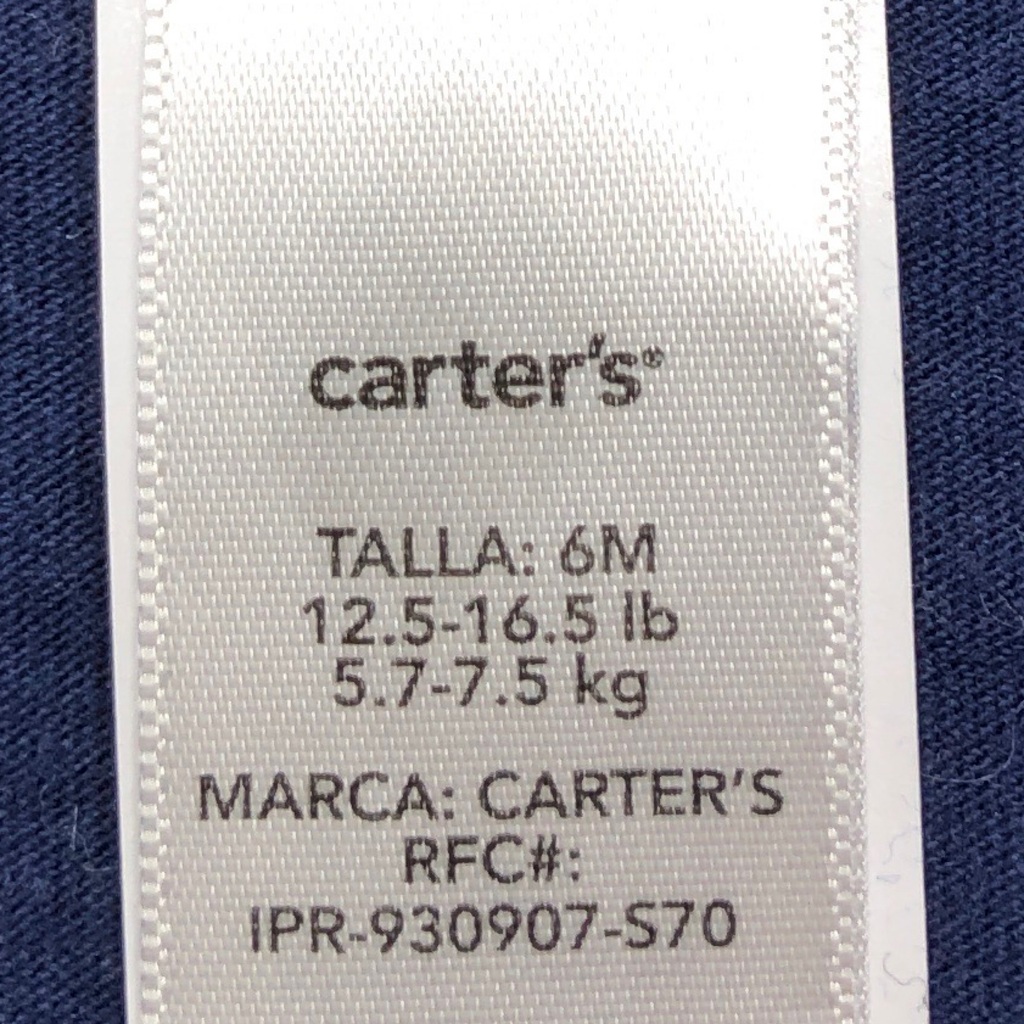 carter's®
TALLA: 6M
12.5-16.5 lb
5.7-7.5 kg
MARCA: CARTER'S
RFC#:
IPR-930907-S70